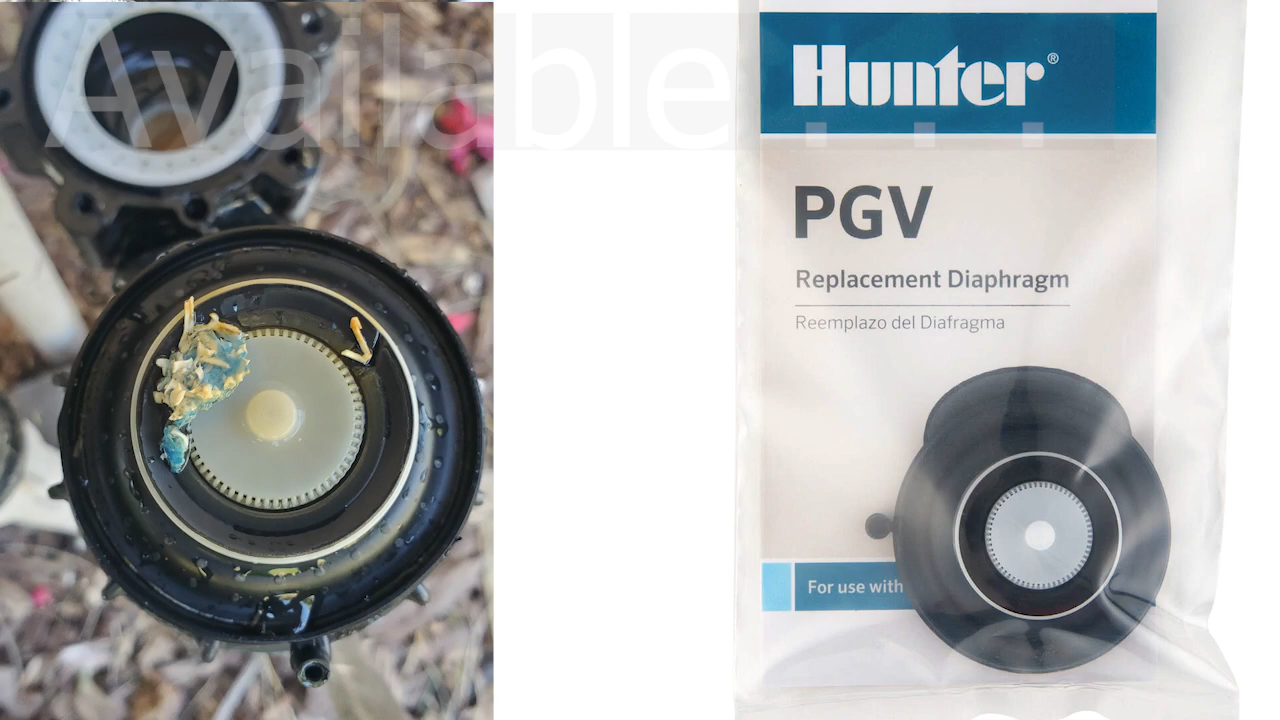 Available...
Hunter®
PGV
Replacement Diaphragm
Reemplazo del Diafragma
For use with